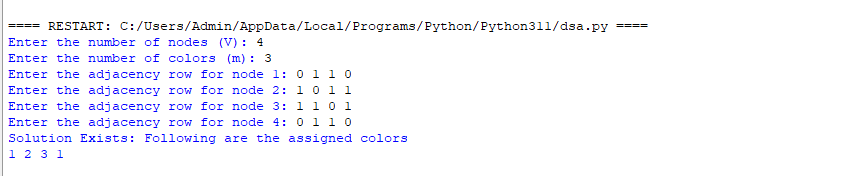 ==== RESTART: C:/Users/Admin/AppData/Local/Programs/Python/Python311/dsa.py ====
Enter the number of nodes (V): 4
Enter the number of colors (m): 3
Enter the adjacency row for node 1: 0 1 1 0
Enter the adjacency row for node 2: 1 0 1 1
Enter the adjacency row for node 3: 1 1 0 1
Enter the adjacency row for node 4: 0 1 1 0
Solution Exists: Following are the assigned colors
1 2 3 1